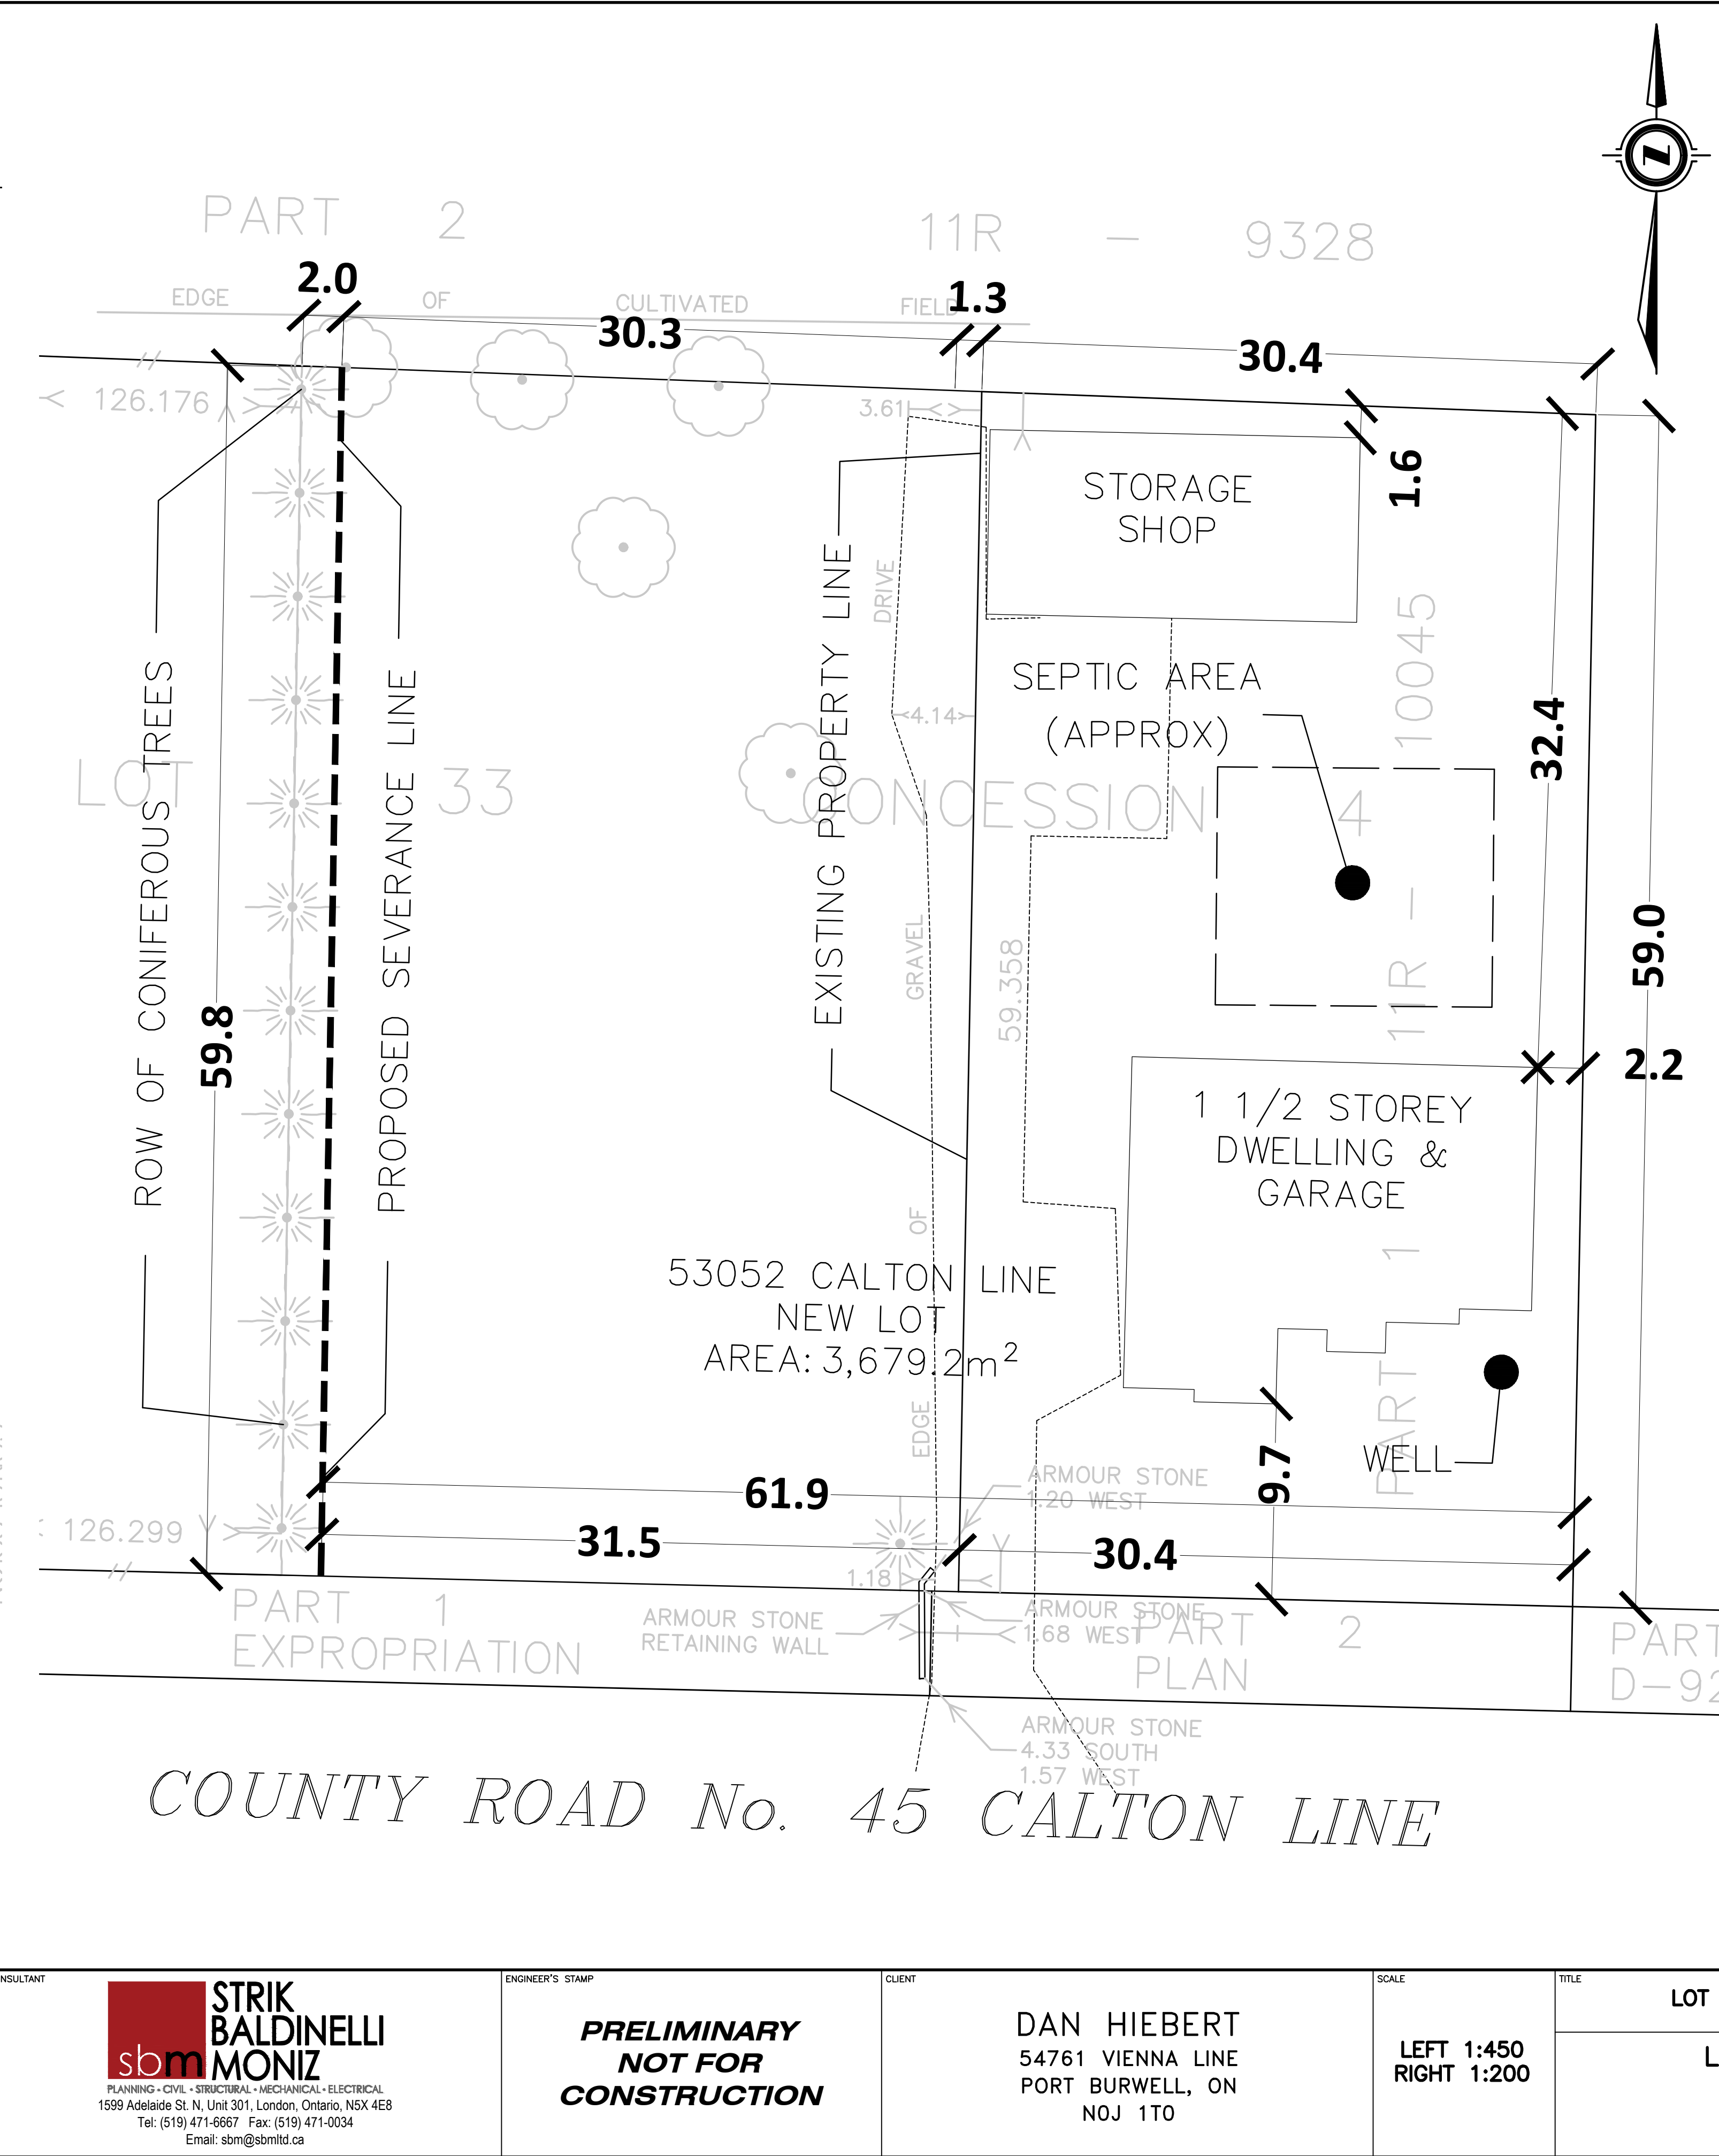 PART 2
11R - 9328
2.0
EDGE OF CULTIVATED FIELD
1.3
30.3
30.4
126.176
3.61
1.6
STORAGE
SHOP
DRIVE
EXISTING PROPERTY LINE
10045
SEPTIC AREA
(APPROX)
4.14
32.4
ROW OF CONIFEROUS TREES
PROPOSED SEVERANCE LINE
LOT 33
CONCESSION 4
59.0
GRAVEL
59.358
11R -
59.8
2.2
1 1/2 STOREY
DWELLING &
GARAGE
OF
PART 1
53052 CALTON LINE
NEW LOT
AREA: 3,679.2m²
EDGE
9.7
WELL
61.9
ARMOUR STONE
1.20 WEST
126.299
31.5
30.4
1.18
PART 1
EXPROPRIATION
ARMOUR STONE
RETAINING WALL
ARMOUR STONE
1.68 WEST
PART 2
PLAN
PART
D-92
ARMOUR STONE
4.33 SOUTH
1.57 WEST
COUNTY ROAD No. 45 CALTON LINE
NSULTANT
sbm
STRIK
BALDINELLI
MONIZ
PLANNING • CIVIL • STRUCTURAL • MECHANICAL • ELECTRICAL
1599 Adelaide St. N, Unit 301, London, Ontario, N5X 4E8
Tel: (519) 471-6667 Fax: (519) 471-0034
Email: sbm@sbmltd.ca
ENGINEER'S STAMP
PRELIMINARY
NOT FOR
CONSTRUCTION
CLIENT
DAN HIEBERT
54761 VIENNA LINE
PORT BURWELL, ON
N0J 1T0
SCALE
LEFT 1:450
RIGHT 1:200
TITLE
LOT
L